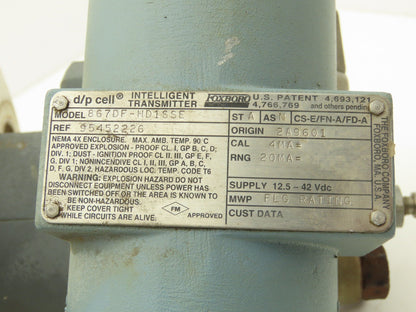 d/p cell® INTELLIGENT TRANSMITTER FOXBORO U.S. PATENT 4,693,121 4,766,769 and others pending
MODEL 867DF-HD1SSE ST A AS N CS-E/FN-A/FD-A
REF 95452226 ORIGIN 2A9601
NEMA 4X ENCLOSURE. MAX. AMB. TEMP. 90°C
APPROVED EXPLOSION - PROOF CL. I, GP B, C, D;
DIV. 1; DUST - IGNITION PROOF CL II, III, GP E, F,
G, DIV 1; NONINCENDIVE CL I, III, GP A, B, C,
D, F, G, DIV 2, HAZARDOUS LOC. TEMP. CODE T6
WARNING: EXPLOSION HAZARD DO NOT
DISCONNECT EQUIPMENT UNLESS POWER HAS
BEEN SWITCHED OFF OR THE AREA IS KNOWN TO
BE NON-HAZARDOUS.
KEEP COVER TIGHT
WHILE CIRCUITS ARE ALIVE.
FM
APPROVED
CAL 4MA=
RNG 20MA=
SUPPLY 12.5 - 42 Vdc
MWP FLG RATING
CUST DATA
THE FOXBORO COMPANY
FOXBORO, MA, U.S.A.